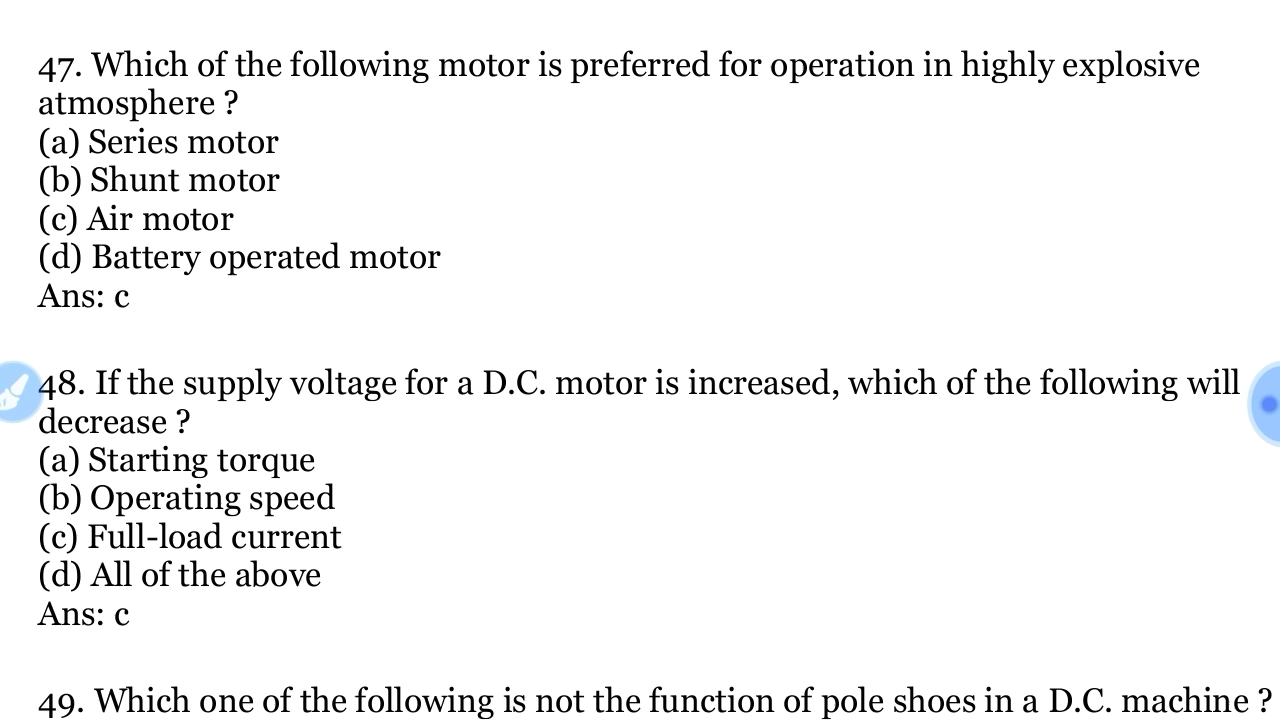 47. Which of the following motor is preferred for operation in highly explosive
atmosphere ?
(a) Series motor
(b) Shunt motor
(c) Air motor
(d) Battery operated motor
Ans: c
48. If the supply voltage for a D.C. motor is increased, which of the following will
decrease ?
(a) Starting torque
(b) Operating speed
(c) Full-load current
(d) All of the above
Ans: c
49. Which one of the following is not the function of pole shoes in a D.C. machine ?